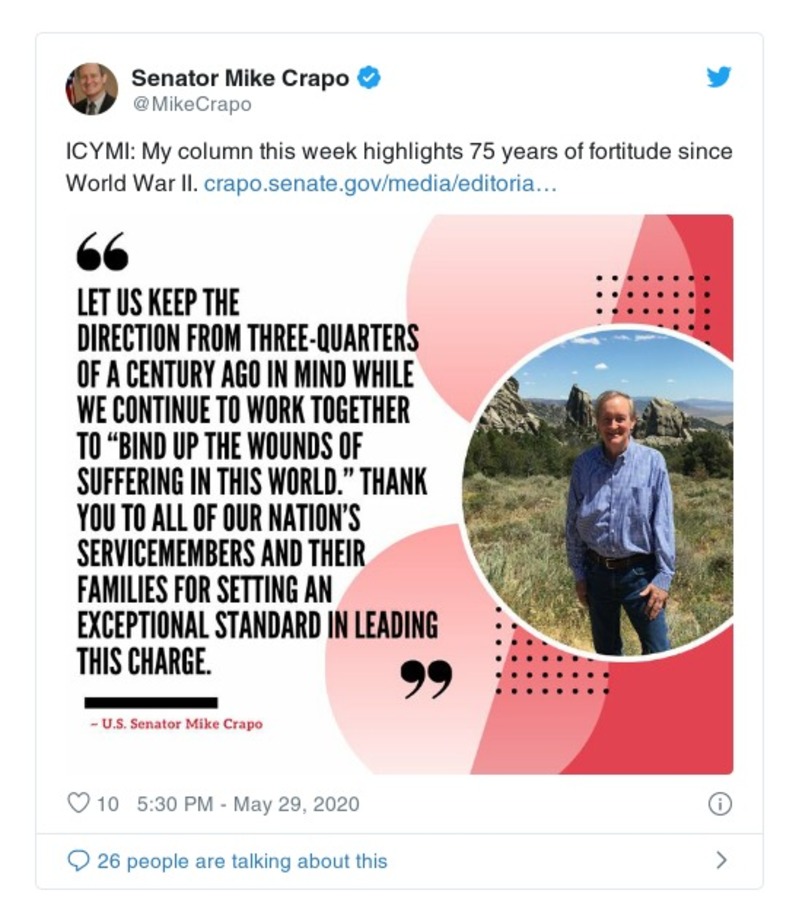 Senator Mike Crapo
@MikeCrapo
ICYMI: My column this week highlights 75 years of fortitude since
World War II. crapo.senate.gov/media/editoria…
“
LET US KEEP THE
DIRECTION FROM THREE-QUARTERS
OF A CENTURY AGO IN MIND WHILE
WE CONTINUE TO WORK TOGETHER
TO “BIND UP THE WOUNDS OF
SUFFERING IN THIS WORLD.” THANK
YOU TO ALL OF OUR NATION’S
SERVICEMEMBERS AND THEIR
FAMILIES FOR SETTING AN
EXCEPTIONAL STANDARD IN LEADING
THIS CHARGE.
”
~ U.S. Senator Mike Crapo
10 5:30 PM - May 29, 2020
26 people are talking about this